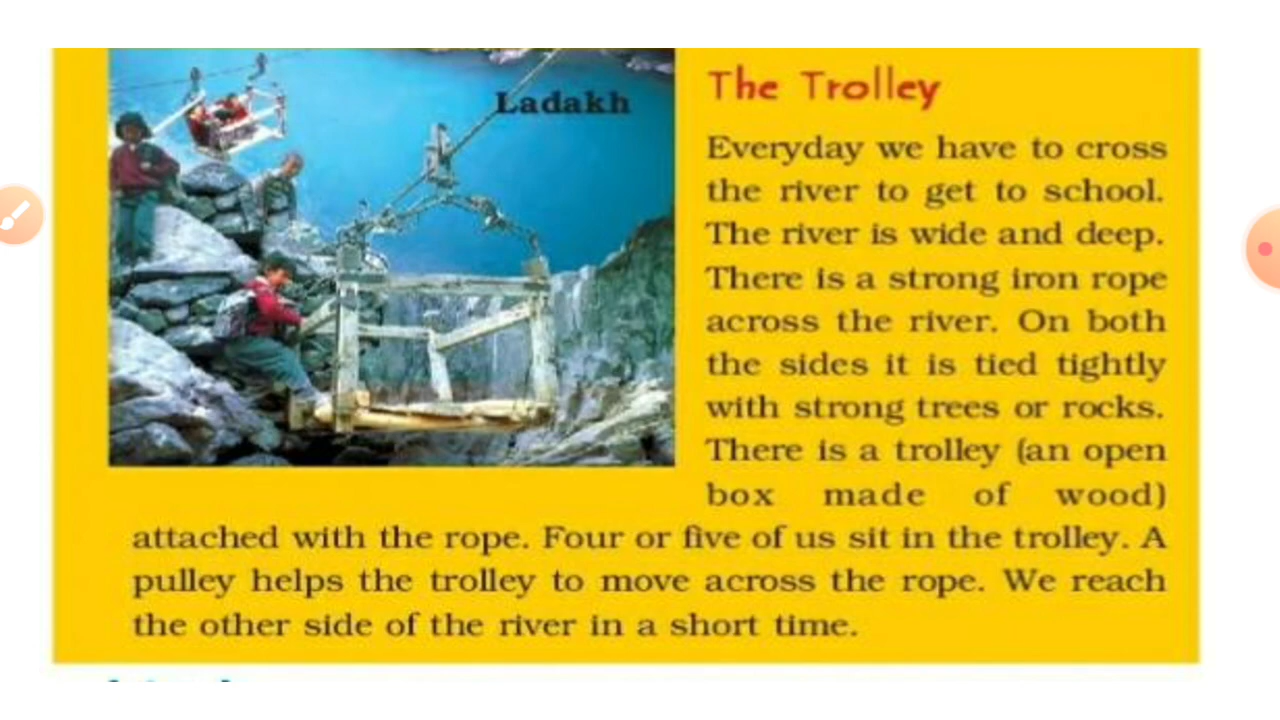 Ladakh
The Trolley
Everyday we have to cross
the river to get to school.
The river is wide and deep.
There is a strong iron rope
across the river. On both
the sides it is tied tightly
with strong trees or rocks.
There is a trolley (an open
box made of wood)
attached with the rope. Four or five of us sit in the trolley. A
pulley helps the trolley to move across the rope. We reach
the other side of the river in a short time.